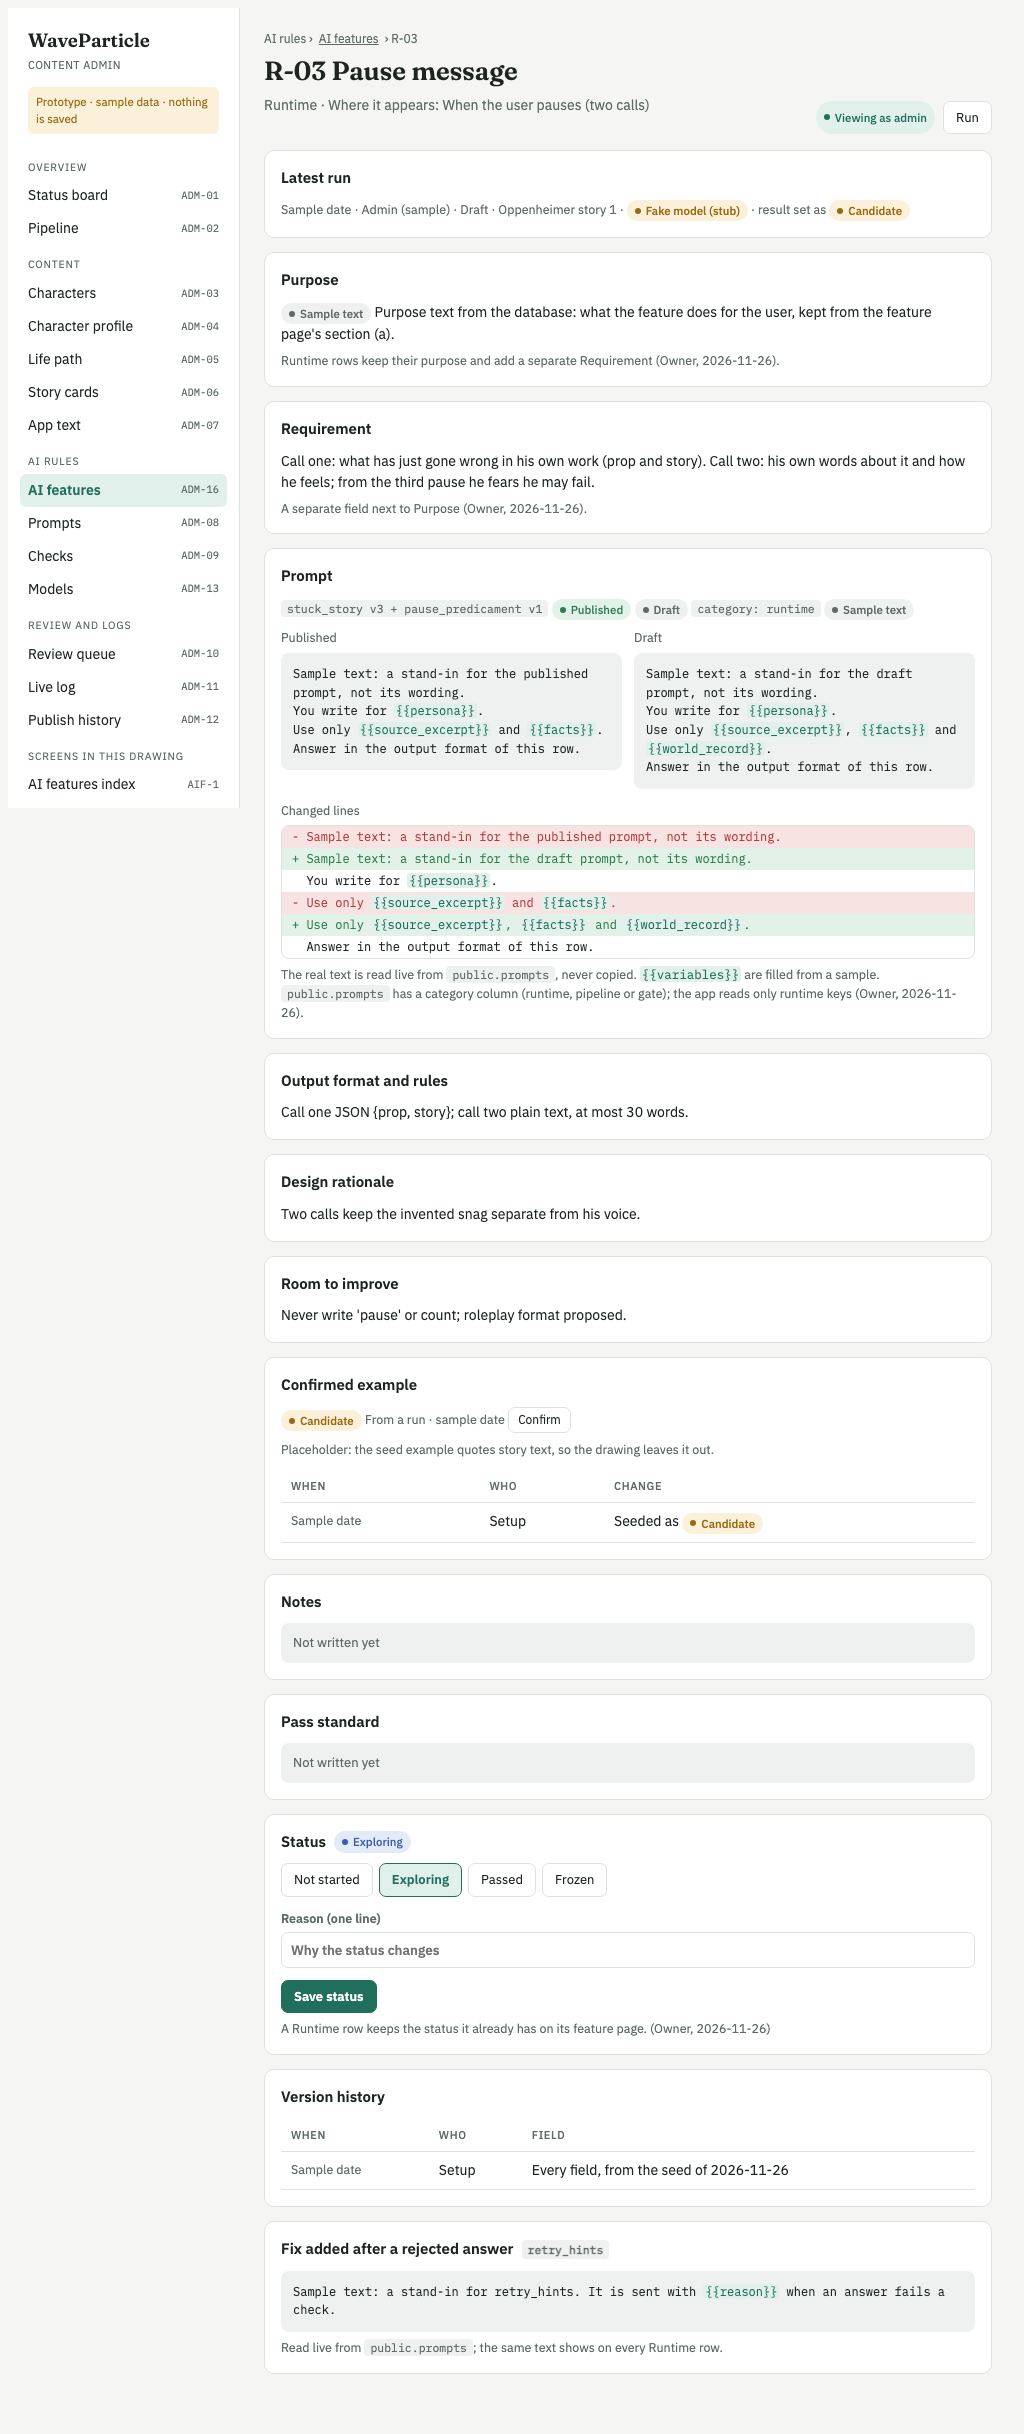 WaveParticle
CONTENT ADMIN
Prototype · sample data · nothing
is saved
OVERVIEW
Status board ADM-01
Pipeline ADM-02
CONTENT
Characters ADM-03
Character profile ADM-04
Life path ADM-05
Story cards ADM-06
App text ADM-07
AI RULES
AI features ADM-16
Prompts ADM-08
Checks ADM-09
Models ADM-13
REVIEW AND LOGS
Review queue ADM-10
Live log ADM-11
Publish history ADM-12
SCREENS IN THIS DRAWING
AI features index AIF-1
AI rules › AI features › R-03
R-03 Pause message
Runtime · Where it appears: When the user pauses (two calls)
Viewing as admin Run
Latest run
Sample date · Admin (sample) · Draft · Oppenheimer story 1 · Fake model (stub) · result set as Candidate
Purpose
Sample text Purpose text from the database: what the feature does for the user, kept from the feature
page's section (a).
Runtime rows keep their purpose and add a separate Requirement (Owner, 2026-11-26).
Requirement
Call one: what has just gone wrong in his own work (prop and story). Call two: his own words about it and how
he feels; from the third pause he fears he may fail.
A separate field next to Purpose (Owner, 2026-11-26).
Prompt
stuck_story v3 + pause_predicament v1 Published Draft category: runtime Sample text
Published
Sample text: a stand-in for the published
prompt, not its wording.
You write for {{persona}}.
Use only {{source_excerpt}} and {{facts}}.
Answer in the output format of this row.
Draft
Sample text: a stand-in for the draft
prompt, not its wording.
You write for {{persona}}.
Use only {{source_excerpt}}, {{facts}} and
{{world_record}}.
Answer in the output format of this row.
Changed lines
- Sample text: a stand-in for the published prompt, not its wording.
+ Sample text: a stand-in for the draft prompt, not its wording.
You write for {{persona}}.
- Use only {{source_excerpt}} and {{facts}}.
+ Use only {{source_excerpt}}, {{facts}} and {{world_record}}.
Answer in the output format of this row.
The real text is read live from public.prompts, never copied. {{variables}} are filled from a sample.
public.prompts has a category column (runtime, pipeline or gate); the app reads only runtime keys (Owner, 2026-11-
26).
Output format and rules
Call one JSON {prop, story}; call two plain text, at most 30 words.
Design rationale
Two calls keep the invented snag separate from his voice.
Room to improve
Never write 'pause' or count; roleplay format proposed.
Confirmed example
Candidate From a run · sample date Confirm
Placeholder: the seed example quotes story text, so the drawing leaves it out.
WHEN WHO CHANGE
Sample date Setup Seeded as Candidate
Notes
Not written yet
Pass standard
Not written yet
Status Exploring
Not started Exploring Passed Frozen
Reason (one line)
Why the status changes
Save status
A Runtime row keeps the status it already has on its feature page. (Owner, 2026-11-26)
Version history
WHEN WHO FIELD
Sample date Setup Every field, from the seed of 2026-11-26
Fix added after a rejected answer retry_hints
Sample text: a stand-in for retry_hints. It is sent with {{reason}} when an answer fails a
check.
Read live from public.prompts; the same text shows on every Runtime row.